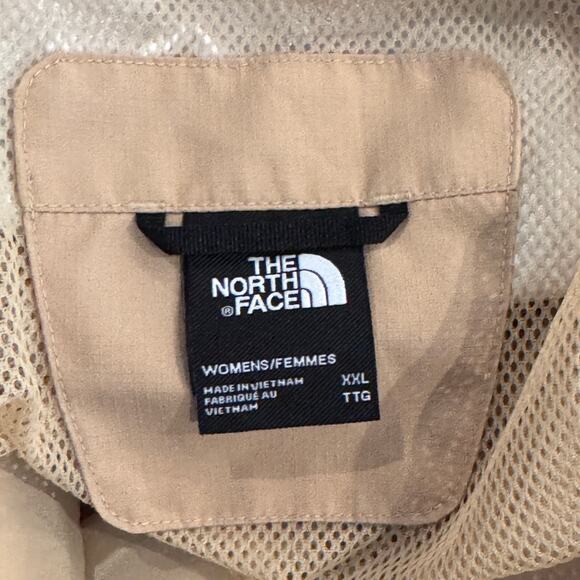 THE
NORTH
®FACE
WOMENS/FEMMES
MADE IN VIETNAM XXL
FABRIQUÉ AU TTG
VIETNAM